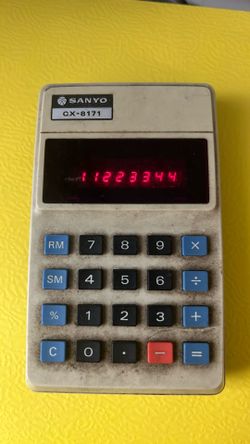 SANYO
CX-8171
11223344
RM 7 8 9 ×
SM 4 5 6 ÷
% 1 2 3 +
C 0 · − =